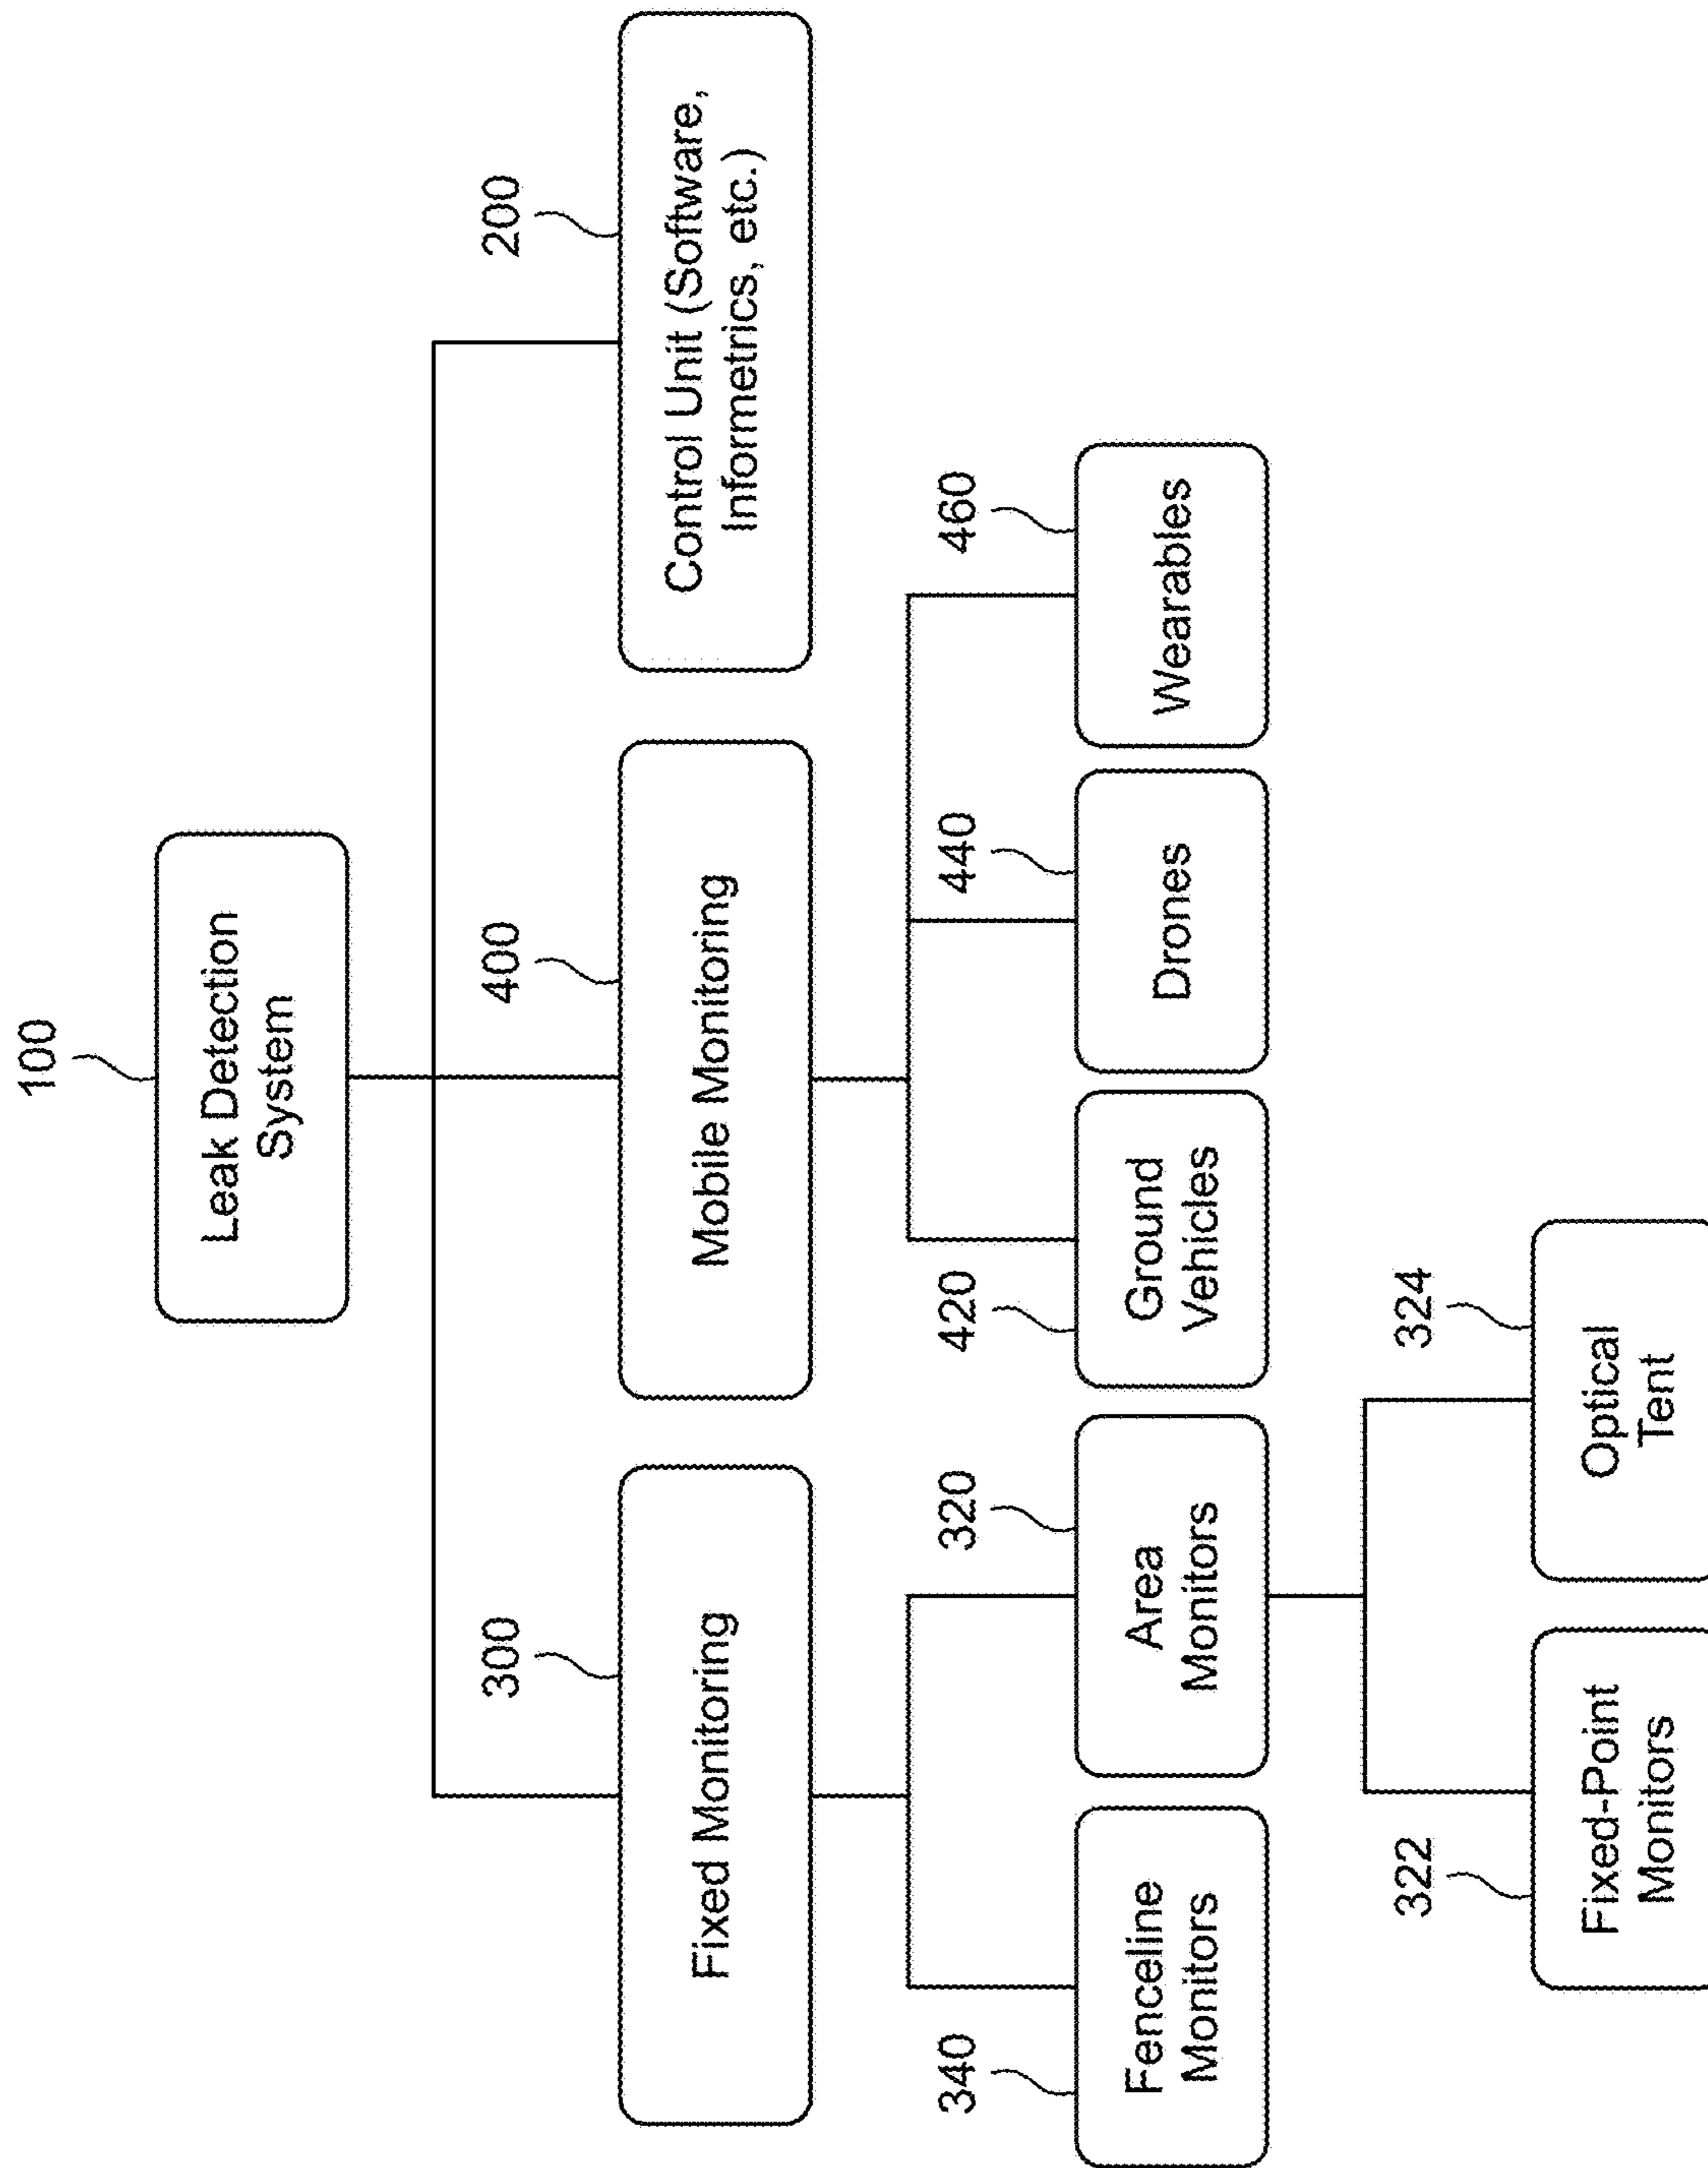 100
Leak Detection
System
300
400
200
Fixed Monitoring
Mobile Monitoring
Control Unit (Software,
Informetrics, etc.)
340
320
420
440
460
Fenceline
Monitors
Area
Monitors
Ground
Vehicles
Drones
Wearables
322
324
Fixed-Point
Monitors
Optical
Tent